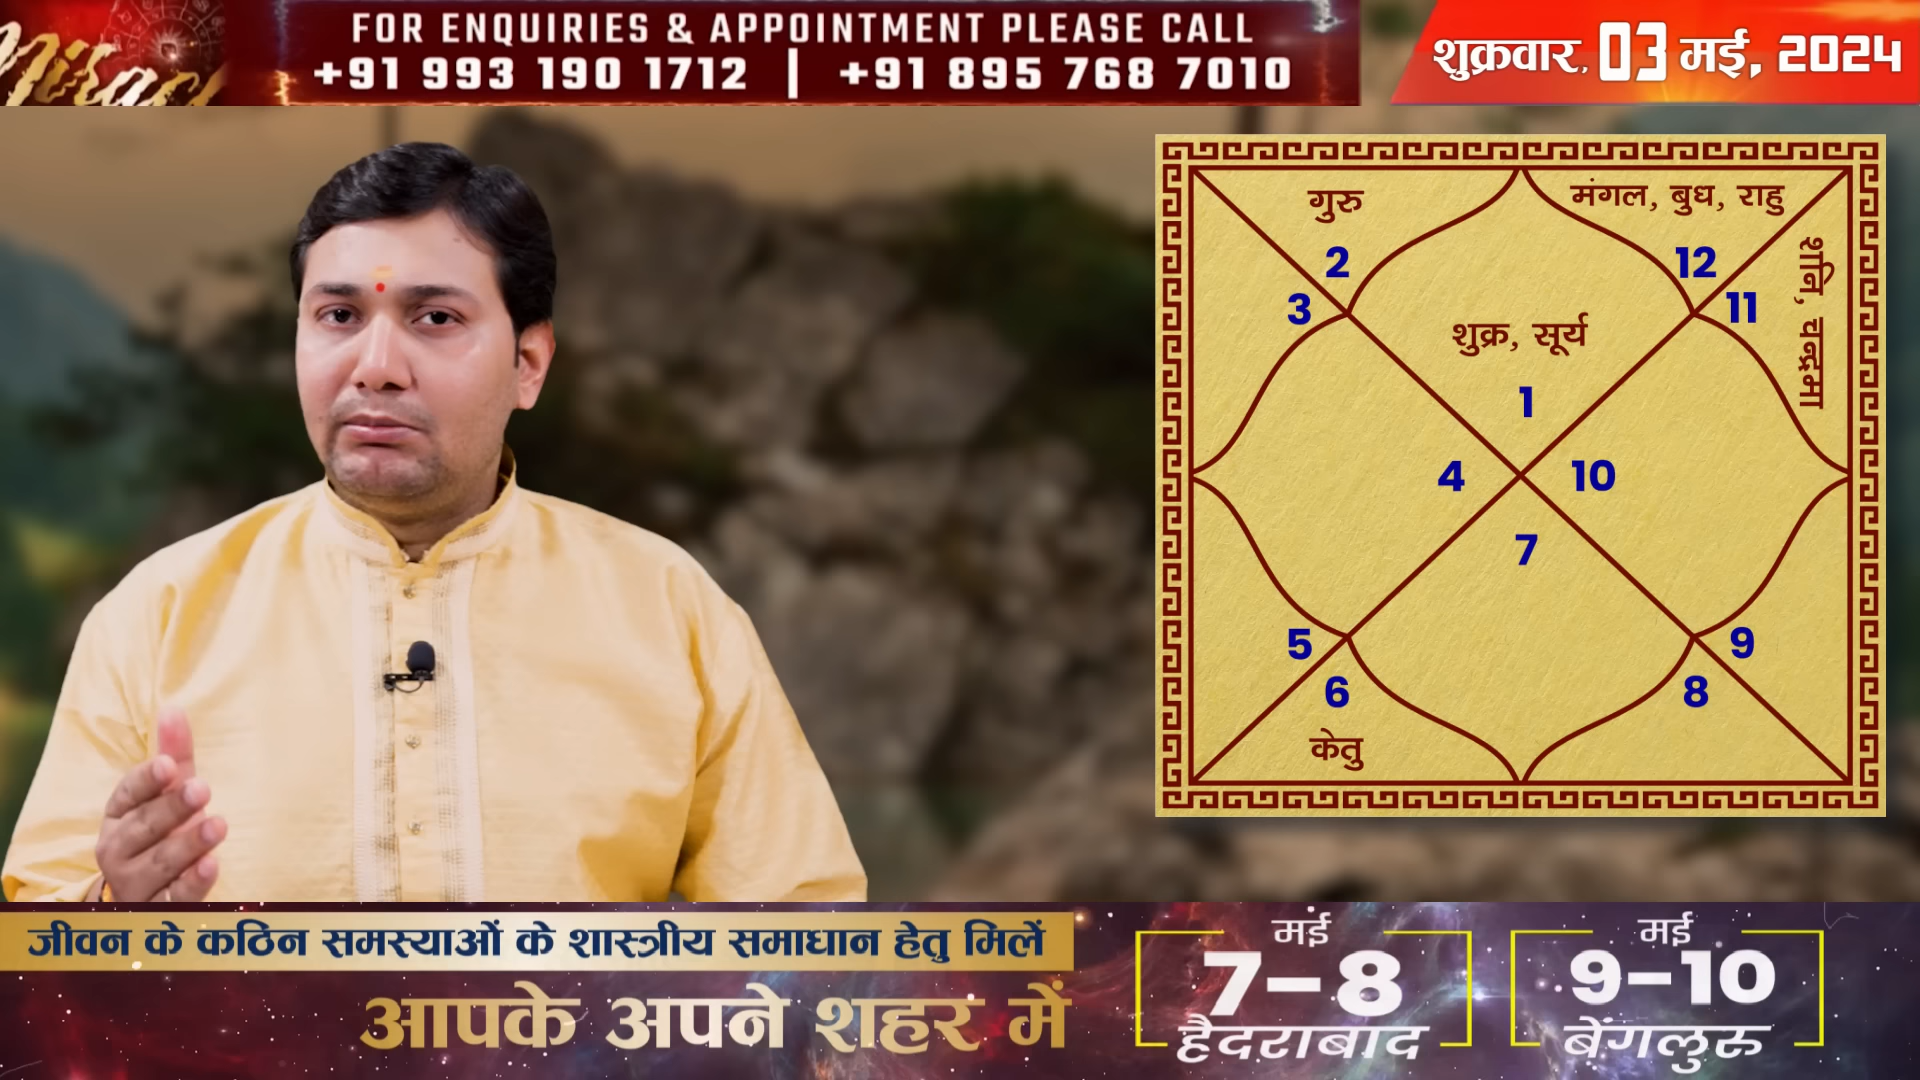 FOR ENQUIRIES & APPOINTMENT PLEASE CALL
+91 993 190 1712 | +91 895 768 7010
शुक्रवार, 03 मई, 2024
गुरु
मंगल, बुध, राहु
2
12
3
11
शनि, चन्द्रमा
शुक्र, सूर्य
1
4
10
7
5
9
6
8
केतु
जीवन के कठिन समस्याओं के शास्त्रीय समाधान हेतु मिलें
आपके अपने शहर में
मई
7-8
हैदराबाद
मई
9-10
बेंगलुरु